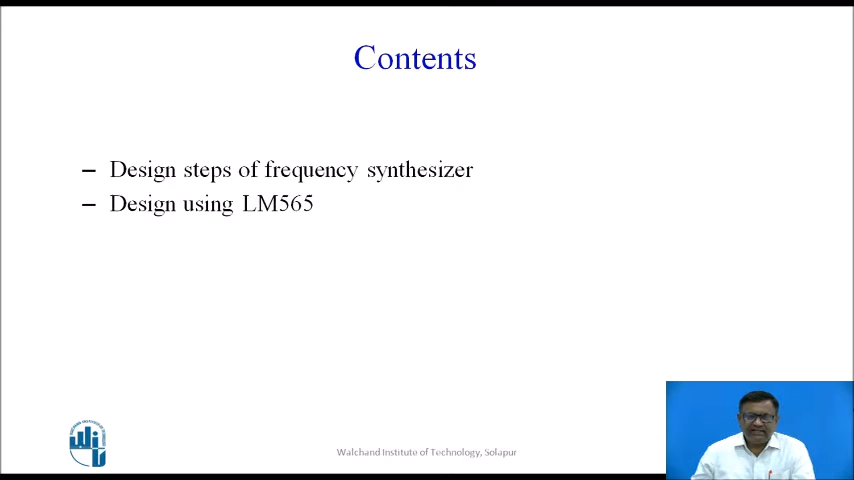 Contents
– Design steps of frequency synthesizer
– Design using LM565
Walchand Institute of Technology, Solapur